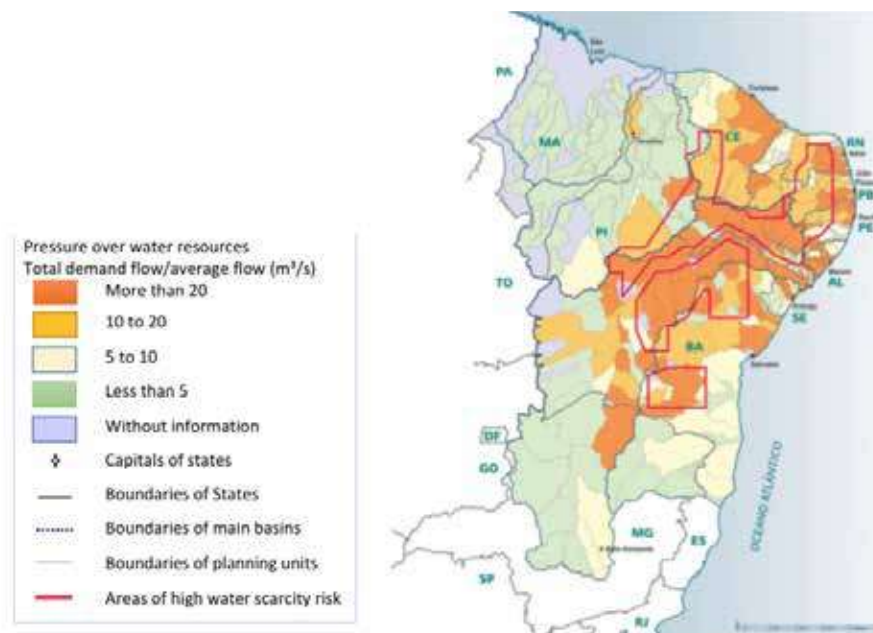 Pressure over water resources
Total demand flow/average flow (m³/s)
More than 20
10 to 20
5 to 10
Less than 5
Without information
Capitals of states
Boundaries of States
Boundaries of main basins
Boundaries of planning units
Areas of high water scarcity risk
São
Luís
PA
MA
CE
RN
PB
PE
PI
TO
AL
SE
BA
Salvador
DF
GO
OCEANO ATLÂNTICO
MG
ES
SP
RJ